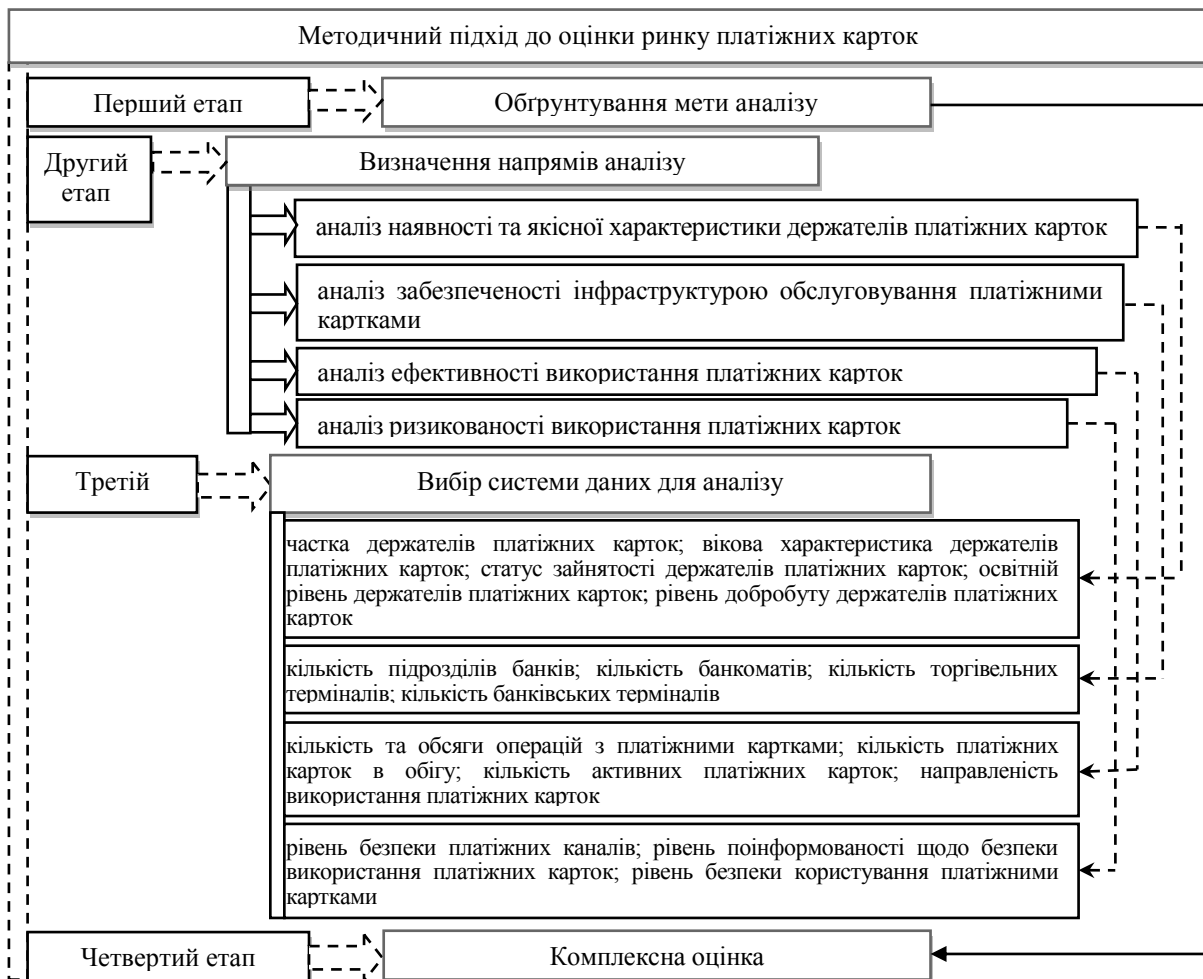 Методичний підхід до оцінки ринку платіжних карток
Перший етап
Обґрунтування мети аналізу
Другий
етап
Визначення напрямів аналізу
аналіз наявності та якісної характеристики держателів платіжних карток
аналіз забезпеченості інфраструктурою обслуговування платіжними
картками
аналіз ефективності використання платіжних карток
аналіз ризикованості використання платіжних карток
Третій
Вибір системи даних для аналізу
частка держателів платіжних карток; вікова характеристика держателів
платіжних карток; статус зайнятості держателів платіжних карток; освітній
рівень держателів платіжних карток; рівень добробуту держателів платіжних
карток
кількість підрозділів банків; кількість банкоматів; кількість торгівельних
терміналів; кількість банківських терміналів
кількість та обсяги операцій з платіжними картками; кількість платіжних
карток в обігу; кількість активних платіжних карток; направленість
використання платіжних карток
рівень безпеки платіжних каналів; рівень поінформованості щодо безпеки
використання платіжних карток; рівень безпеки користування платіжними
картками
Четвертий етап
Комплексна оцінка